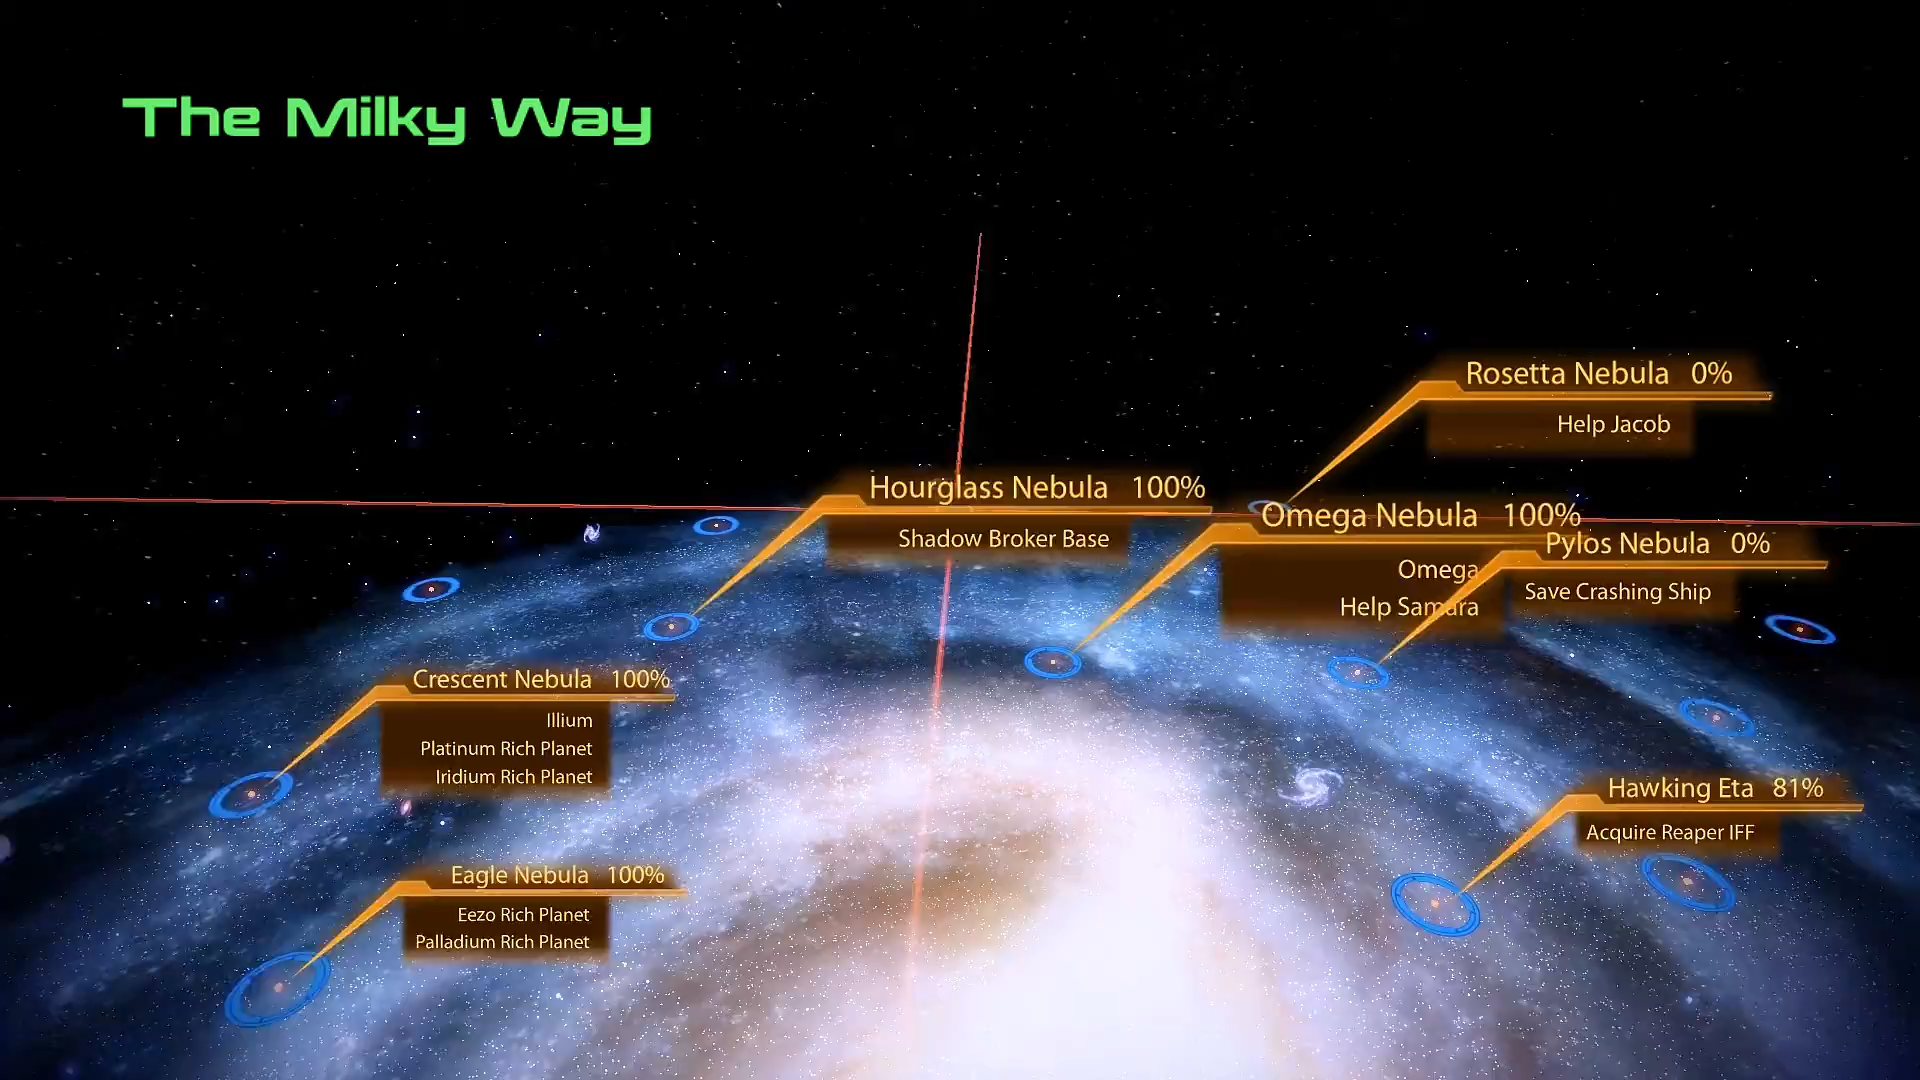 The Milky Way
Rosetta Nebula 0%
Help Jacob
Hourglass Nebula 100%
Shadow Broker Base
Omega Nebula 100%
Omega
Help Samara
Pylos Nebula 0%
Save Crashing Ship
Crescent Nebula 100%
Illium
Platinum Rich Planet
Iridium Rich Planet
Hawking Eta 81%
Acquire Reaper IFF
Eagle Nebula 100%
Eezo Rich Planet
Palladium Rich Planet